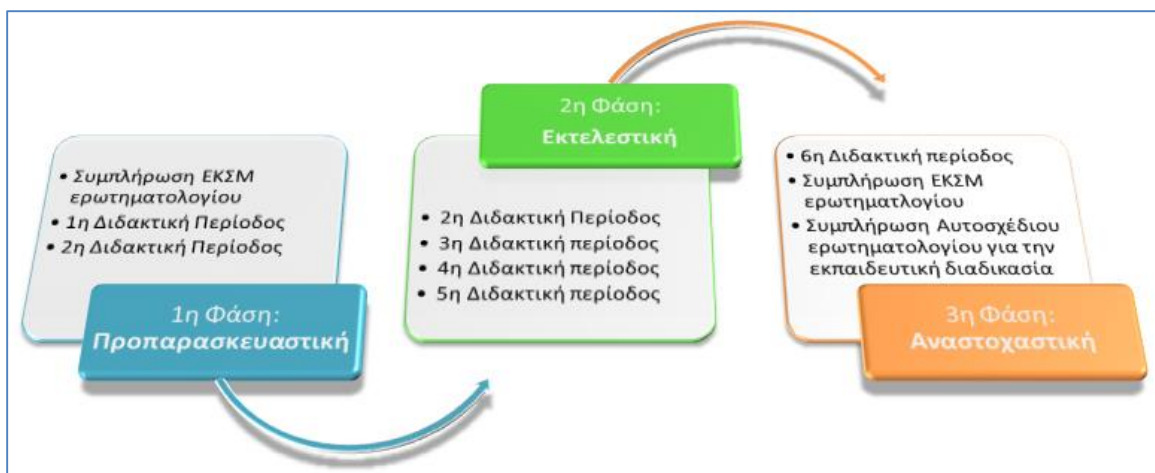 • Συμπλήρωση ΕΚΣΜ
ερωτηματολογίου
• 1η Διδακτική Περίοδος
• 2η Διδακτική Περίοδος
1η Φάση:
Προπαρασκευαστική
2η Φάση:
Εκτελεστική
• 2η Διδακτική Περίοδος
• 3η Διδακτική περίοδος
• 4η Διδακτική περίοδος
• 5η Διδακτική περίοδος
• 6η Διδακτική περίοδος
• Συμπλήρωση ΕΚΣΜ
ερωτηματλογίου
• Συμπλήρωση Αυτοσχέδιου
ερωτηματολογίου για την
εκπαιδευτική διαδικασία
3η Φάση:
Αναστοχαστική